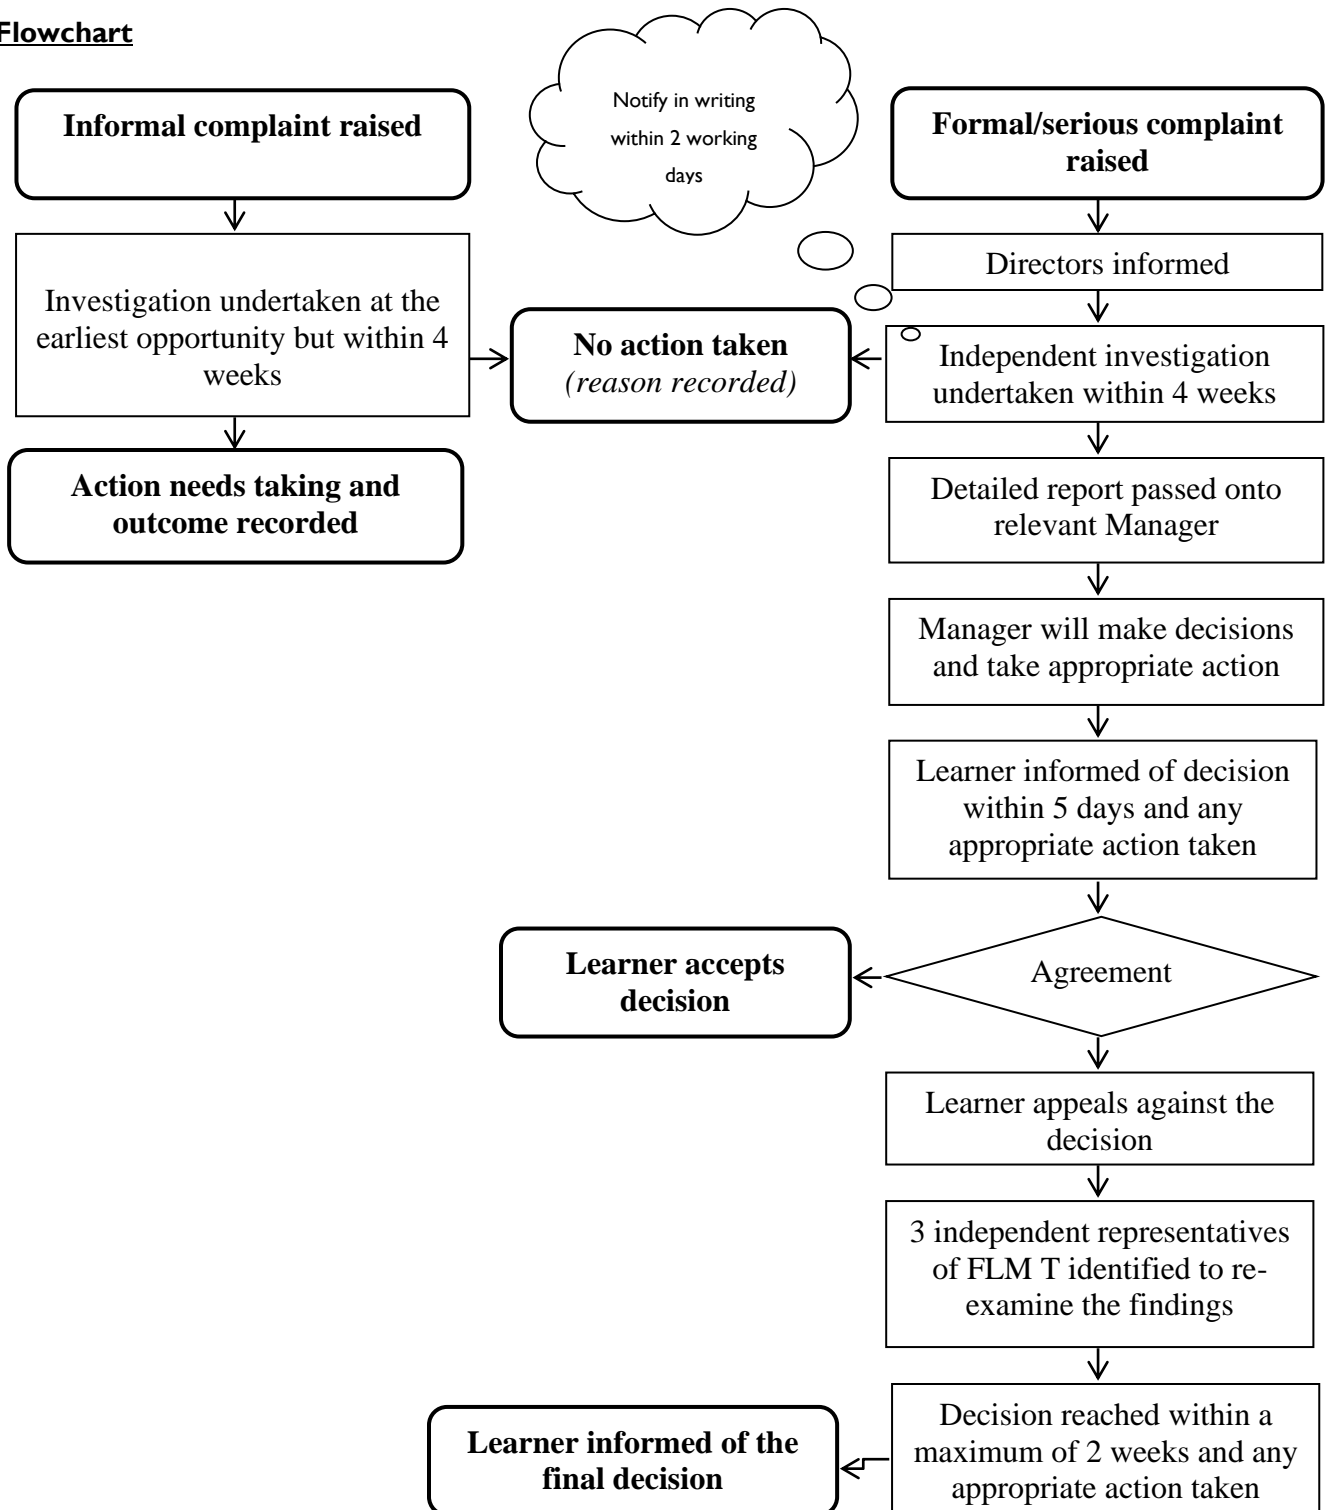 Flowchart
Informal complaint raised
Notify in writing
within 2 working
days
Formal/serious complaint
raised
Directors informed
Investigation undertaken at the
earliest opportunity but within 4
weeks
No action taken
(reason recorded)
Independent investigation
undertaken within 4 weeks
Action needs taking and
outcome recorded
Detailed report passed onto
relevant Manager
Manager will make decisions
and take appropriate action
Learner informed of decision
within 5 days and any
appropriate action taken
Learner accepts
decision
Agreement
Learner appeals against the
decision
3 independent representatives
of FLM T identified to re-
examine the findings
Learner informed of the
final decision
Decision reached within a
maximum of 2 weeks and any
appropriate action taken